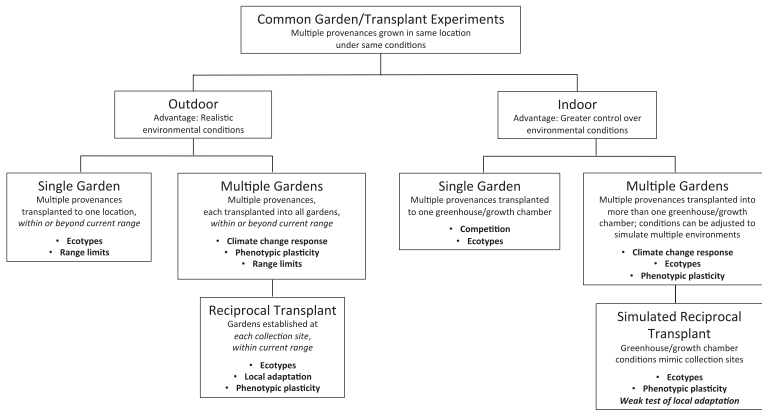 Common Garden/Transplant Experiments
Multiple provenances grown in same location
under same conditions
Outdoor
Advantage: Realistic
environmental conditions
Indoor
Advantage: Greater control over
environmental conditions
Single Garden
Multiple provenances
transplanted to one location,
within or beyond current range
• Ecotypes
• Range limits
Multiple Gardens
Multiple provenances,
each transplanted into all gardens,
within or beyond current range
• Climate change response
• Phenotypic plasticity
• Range limits
Single Garden
Multiple provenances transplanted
to one greenhouse/growth chamber
• Competition
• Ecotypes
Multiple Gardens
Multiple provenances transplanted into
more than one greenhouse/growth
chamber; conditions can be adjusted to
simulate multiple environments
• Climate change response
• Ecotypes
• Phenotypic plasticity
Reciprocal Transplant
Gardens established at
each collection site,
within current range
• Ecotypes
• Local adaptation
• Phenotypic plasticity
Simulated Reciprocal
Transplant
Greenhouse/growth chamber
conditions mimic collection sites
• Ecotypes
• Phenotypic plasticity
Weak test of local adaptation